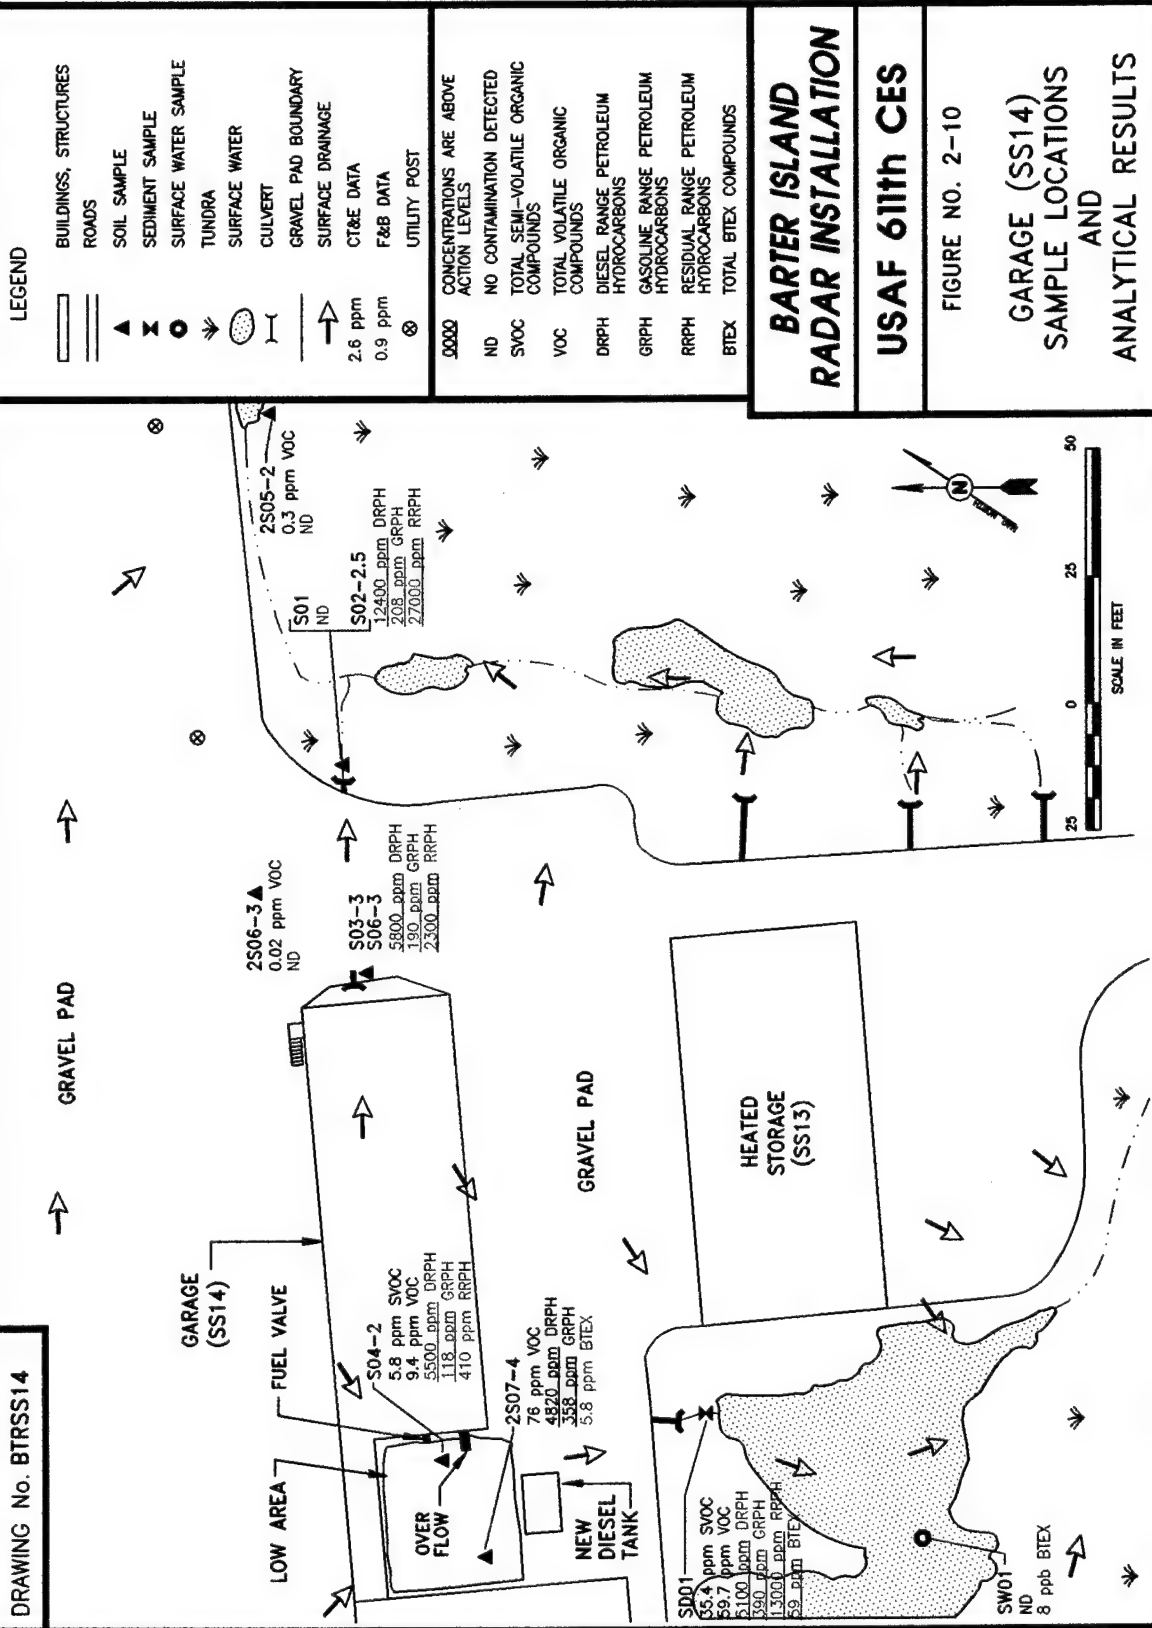 DRAWING No. BTRSS14
GRAVEL PAD
GARAGE
(SS14)
FUEL VALVE
LOW AREA
OVER
FLOW
S04-2
5.8 ppm SVOC
9.4 ppm VOC
5500 ppm DRPH
118 ppm GRPH
410 ppm RRPH
2S07-4
76 ppm VOC
4820 ppm DRPH
358 ppm GRPH
5.8 ppm BTEX
NEW
DIESEL
TANK
GRAVEL PAD
2S06-3
0.02 ppm VOC
ND
S03-3
S06-3
5800 ppm DRPH
190 ppm GRPH
2300 ppm RRPH
S01
ND
S02-2.5
12400 ppm DRPH
208 ppm GRPH
27000 ppm RRPH
2S05-2
0.3 ppm VOC
ND
HEATED
STORAGE
(SS13)
SD01
35.4 ppm SVOC
59.7 ppm VOC
5100 ppm DRPH
390 ppm GRPH
13000 ppm RRPH
59 ppm BTEX
SW01
ND
8 ppb BTEX
N
MAG NORTH
25
0
25
50
SCALE IN FEET
LEGEND
BUILDINGS, STRUCTURES
ROADS
SOIL SAMPLE
SEDIMENT SAMPLE
SURFACE WATER SAMPLE
TUNDRA
SURFACE WATER
CULVERT
GRAVEL PAD BOUNDARY
SURFACE DRAINAGE
2.6 ppm CT&E DATA
0.9 ppm F&B DATA
UTILITY POST
0000 CONCENTRATIONS ARE ABOVE
ACTION LEVELS
ND NO CONTAMINATION DETECTED
SVOC TOTAL SEMI-VOLATILE ORGANIC
COMPOUNDS
VOC TOTAL VOLATILE ORGANIC
COMPOUNDS
DRPH DIESEL RANGE PETROLEUM
HYDROCARBONS
GRPH GASOLINE RANGE PETROLEUM
HYDROCARBONS
RRPH RESIDUAL RANGE PETROLEUM
HYDROCARBONS
BTEX TOTAL BTEX COMPOUNDS
BARTER ISLAND
RADAR INSTALLATION
USAF 611th CES
FIGURE NO. 2-10
GARAGE (SS14)
SAMPLE LOCATIONS
AND
ANALYTICAL RESULTS